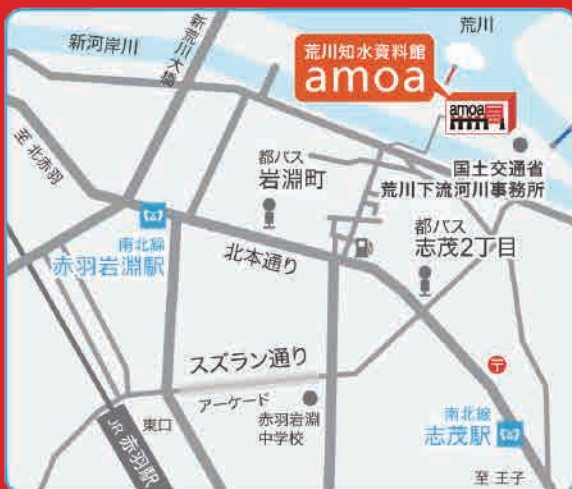 荒川
新河岸川
新荒川大橋
荒川知水資料館
amoa
amoa
至 北赤羽
都バス
岩淵町
国土交通省
荒川下流河川事務所
南北線
赤羽岩淵駅
北本通り
都バス
志茂2丁目
スズラン通り
アーケード
赤羽岩淵
中学校
東口
JR 赤羽駅
南北線
志茂駅
至 王子